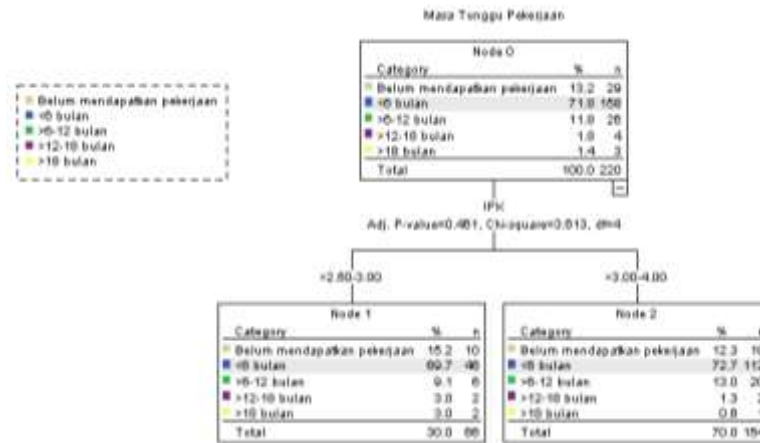 Masa Tunggu Pekerjaan
Node 0
Category % n
Belum mendapatkan pekerjaan 13.2 29
<6 bulan 71.8 158
>6-12 bulan 11.8 26
>12-18 bulan 1.8 4
>18 bulan 1.4 3
Total 100.0 220
Belum mendapatkan pekerjaan
<6 bulan
>6-12 bulan
>12-18 bulan
>18 bulan
IPK
Adj. P-value=0.461, Chi-square=3.613, df=4
>2.50-3.00
>3.00-4.00
Node 1
Category % n
Belum mendapatkan pekerjaan 15.2 10
<6 bulan 69.7 46
>6-12 bulan 9.1 6
>12-18 bulan 3.0 2
>18 bulan 3.0 2
Total 30.0 66
Node 2
Category %
Belum mendapatkan pekerjaan 12.3
<6 bulan 72.7 112
>6-12 bulan 13.0
>12-18 bulan 1.3
>18 bulan
Total 70.0